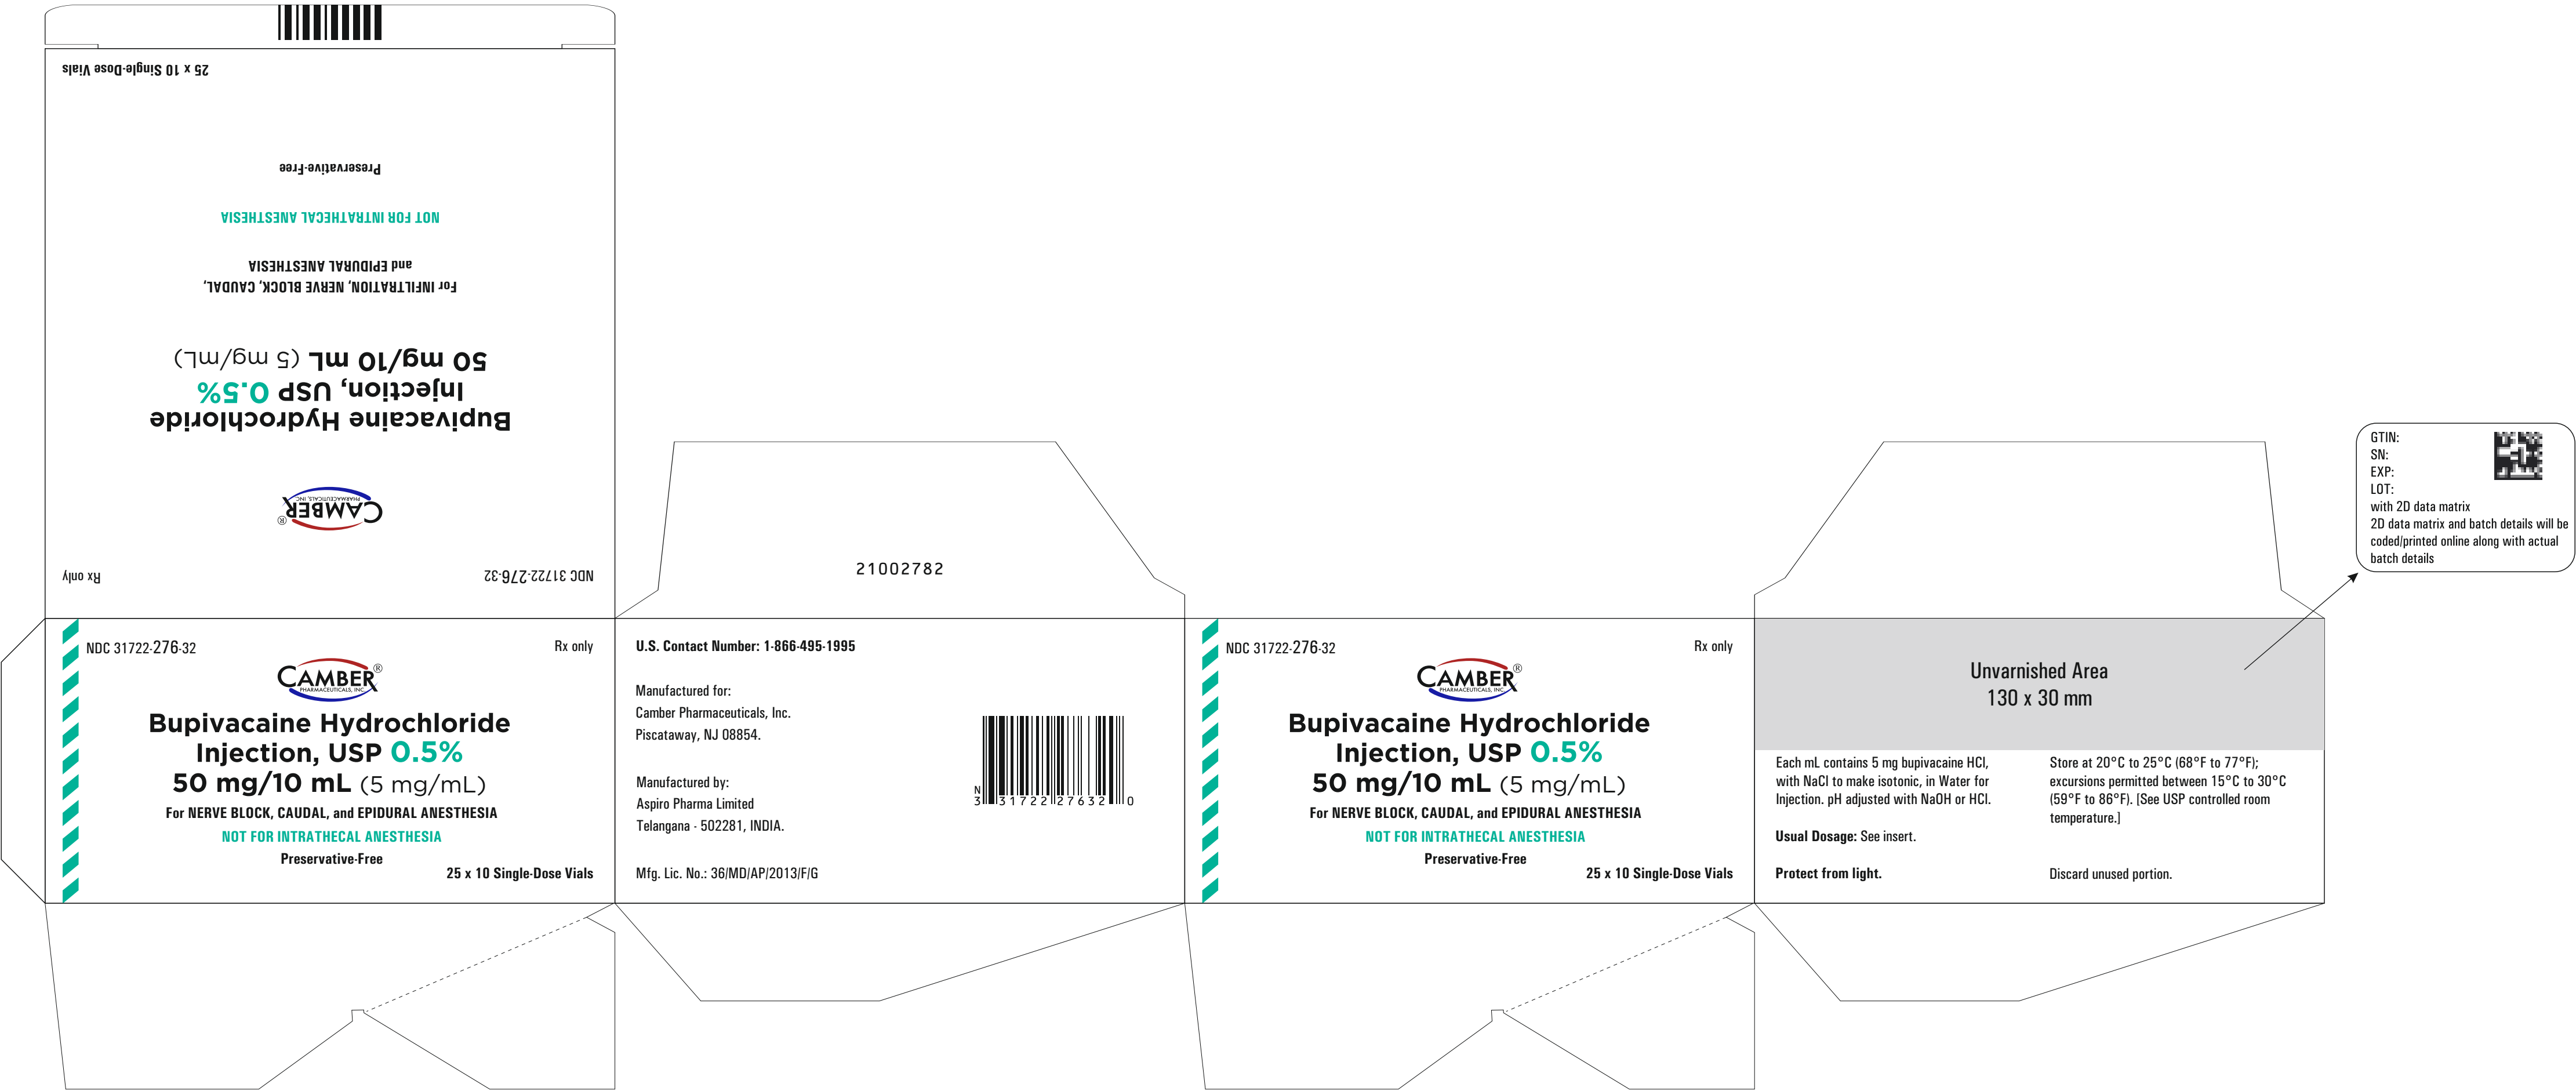 25 x 10 Single-Dose Vials
Preservative-Free
NOT FOR INTRATHECAL ANESTHESIA
For INFILTRATION, NERVE BLOCK, CAUDAL,
and EPIDURAL ANESTHESIA
50 mg/10 mL (5 mg/mL)
Injection, USP 0.5%
Bupivacaine Hydrochloride
CAMBER®
PHARMACEUTICALS, INC.
NDC 31722-276-32
Rx only
NDC 31722-276-32
Rx only
CAMBER®
PHARMACEUTICALS, INC.
Bupivacaine Hydrochloride
Injection, USP 0.5%
50 mg/10 mL (5 mg/mL)
For NERVE BLOCK, CAUDAL, and EPIDURAL ANESTHESIA
NOT FOR INTRATHECAL ANESTHESIA
Preservative-Free
25 x 10 Single-Dose Vials
21002782
U.S. Contact Number: 1-866-495-1995
Manufactured for:
Camber Pharmaceuticals, Inc.
Piscataway, NJ 08854.
Manufactured by:
Aspiro Pharma Limited
Telangana - 502281, INDIA.
Mfg. Lic. No.: 36/MD/AP/2013/F/G
N
3 31722 27632 0
NDC 31722-276-32
Rx only
CAMBER®
PHARMACEUTICALS, INC.
Bupivacaine Hydrochloride
Injection, USP 0.5%
50 mg/10 mL (5 mg/mL)
For NERVE BLOCK, CAUDAL, and EPIDURAL ANESTHESIA
NOT FOR INTRATHECAL ANESTHESIA
Preservative-Free
25 x 10 Single-Dose Vials
Unvarnished Area
130 x 30 mm
Each mL contains 5 mg bupivacaine HCl,
with NaCl to make isotonic, in Water for
Injection. pH adjusted with NaOH or HCl.
Usual Dosage: See insert.
Protect from light.
Store at 20°C to 25°C (68°F to 77°F);
excursions permitted between 15°C to 30°C
(59°F to 86°F). [See USP controlled room
temperature.]
Discard unused portion.
GTIN:
SN:
EXP:
LOT:
with 2D data matrix
2D data matrix and batch details will be
coded/printed online along with actual
batch details